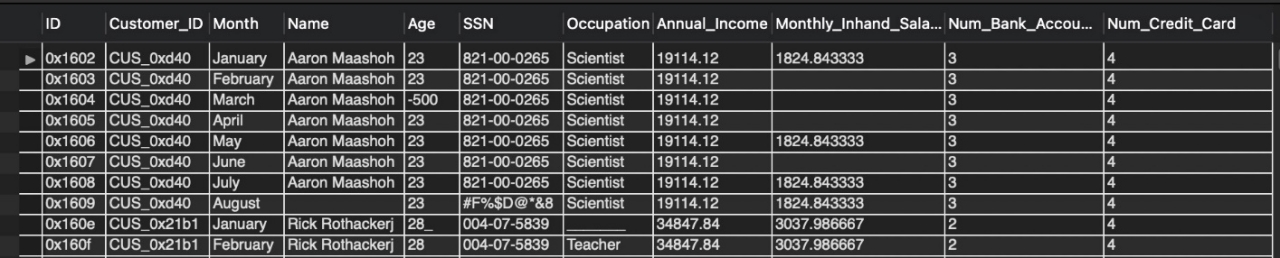 ID Customer_ID Month Name Age SSN Occupation Annual_Income Monthly_Inhand_Sala... Num_Bank_Accou... Num_Credit_Card
0x1602 CUS_0xd40 January Aaron Maashoh 23 821-00-0265 Scientist 19114.12 1824.843333 3 4
0x1603 CUS_0xd40 February Aaron Maashoh 23 821-00-0265 Scientist 19114.12 3 4
0x1604 CUS_0xd40 March Aaron Maashoh -500 821-00-0265 Scientist 19114.12 3 4
0x1605 CUS_0xd40 April Aaron Maashoh 23 821-00-0265 Scientist 19114.12 3 4
0x1606 CUS_0xd40 May Aaron Maashoh 23 821-00-0265 Scientist 19114.12 1824.843333 3 4
0x1607 CUS_0xd40 June Aaron Maashoh 23 821-00-0265 Scientist 19114.12 3 4
0x1608 CUS_0xd40 July Aaron Maashoh 23 821-00-0265 Scientist 19114.12 1824.843333 3 4
0x1609 CUS_0xd40 August 23 #F%$D@*&8 Scientist 19114.12 1824.843333 3 4
0x160e CUS_0x21b1 January Rick Rothackerj 28_ 004-07-5839 _______ 34847.84 3037.986667 2 4
0x160f CUS_0x21b1 February Rick Rothackerj 28 004-07-5839 Teacher 34847.84 3037.986667 2 4